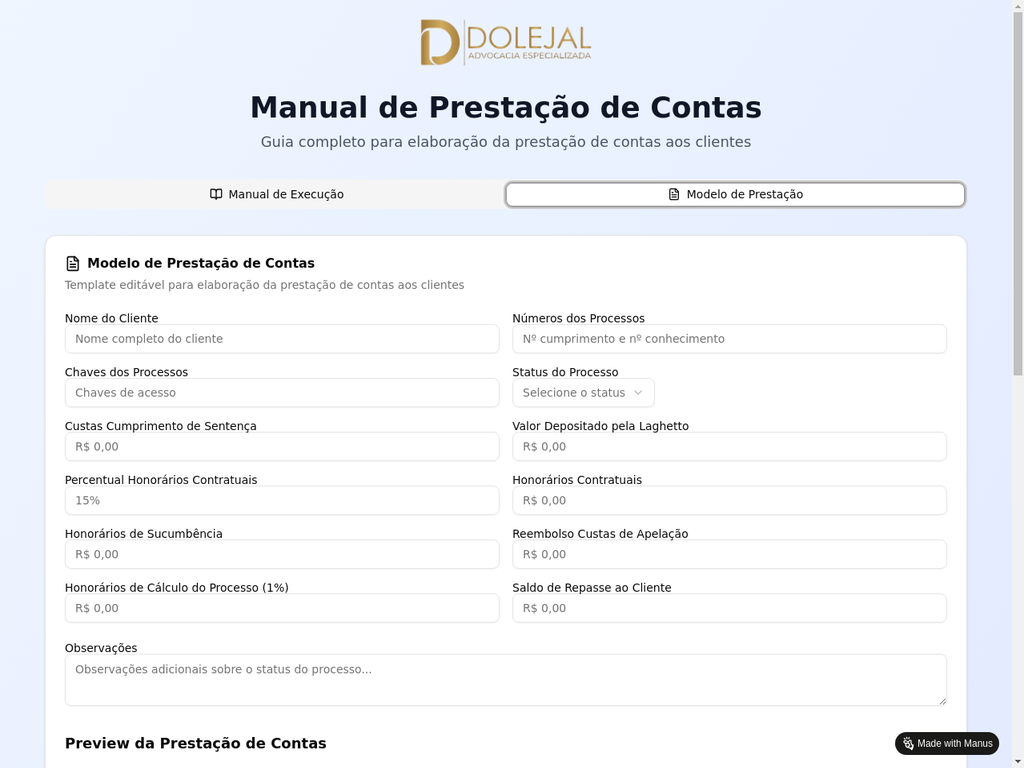 DOLEJAL
ADVOCACIA ESPECIALIZADA
Manual de Prestação de Contas
Guia completo para elaboração da prestação de contas aos clientes
Manual de Execução
Modelo de Prestação
Modelo de Prestação de Contas
Template editável para elaboração da prestação de contas aos clientes
Nome do Cliente
Nome completo do cliente
Números dos Processos
Nº cumprimento e nº conhecimento
Chaves dos Processos
Chaves de acesso
Status do Processo
Selecione o status
Custas Cumprimento de Sentença
R$ 0,00
Valor Depositado pela Laghetto
R$ 0,00
Percentual Honorários Contratuais
15%
Honorários Contratuais
R$ 0,00
Honorários de Sucumbência
R$ 0,00
Reembolso Custas de Apelação
R$ 0,00
Honorários de Cálculo do Processo (1%)
R$ 0,00
Saldo de Repasse ao Cliente
R$ 0,00
Observações
Observações adicionais sobre o status do processo...
Preview da Prestação de Contas
Made with Manus